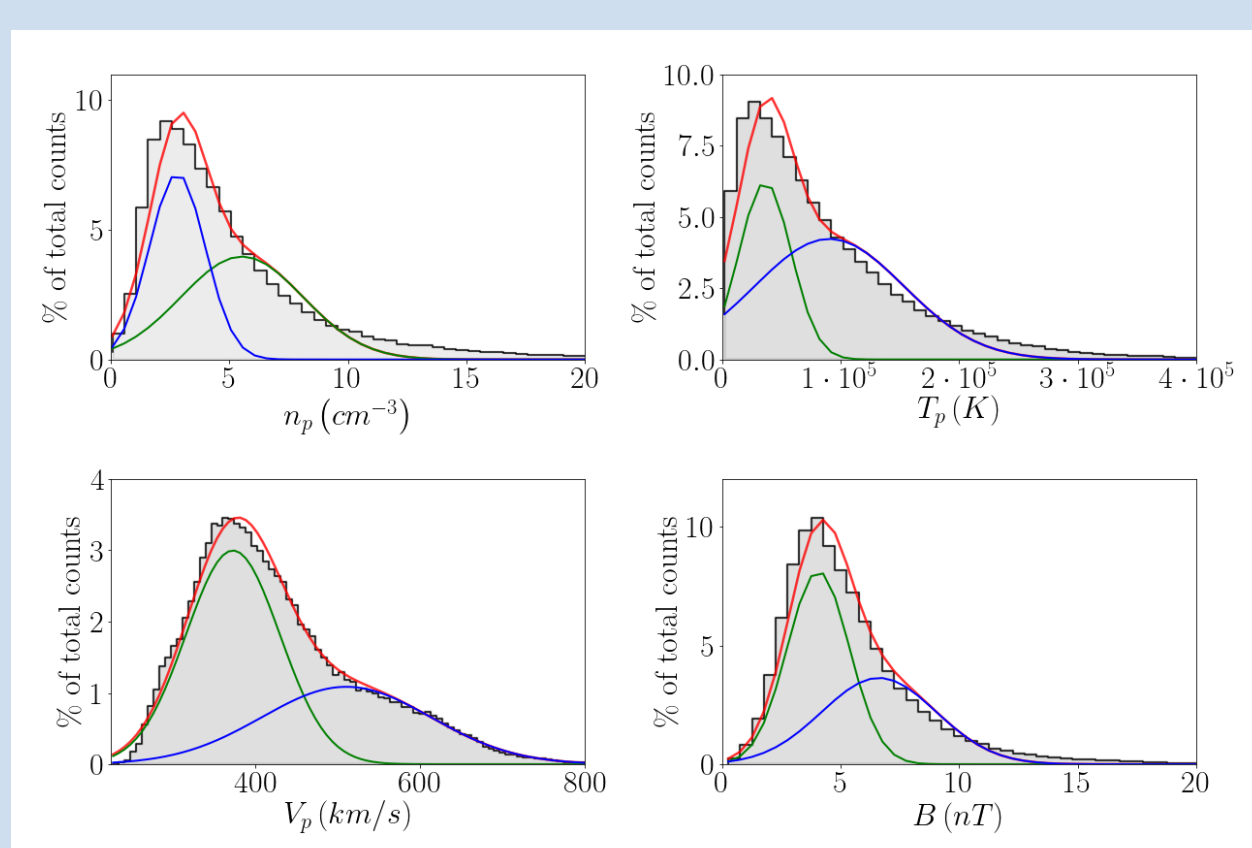 % of total counts
10
5
0
0 5 10 15 20
n_p (cm^{-3})
% of total counts
10.0
7.5
5.0
2.5
0.0
0 1 · 10^5 2 · 10^5 3 · 10^5 4 · 10^5
T_p (K)
% of total counts
4
3
2
1
0
400 600 800
V_p (km/s)
% of total counts
10
5
0
0 5 10 15 20
B (nT)